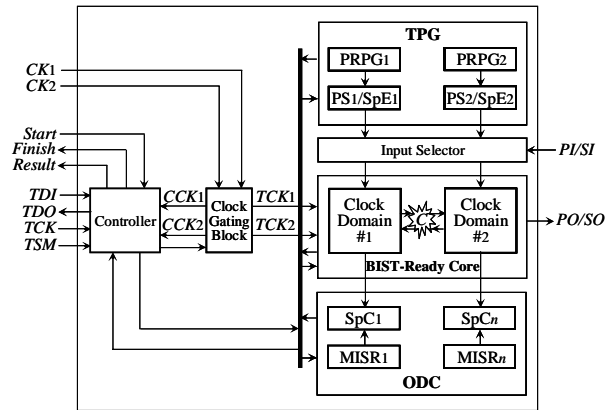 TPG
PRPG1
PRPG2
PS1/SpE1
PS2/SpE2
CK1
CK2
Start
Finish
Result
Input Selector
PI/SI
TDI
TDO
TCK
TSM
Controller
CCK1
CCK2
Clock
Gating
Block
TCK1
TCK2
Clock
Domain
#1
C
Clock
Domain
#2
PO/SO
BIST-Ready Core
SpC1
SpCn
MISR1
MISRn
ODC